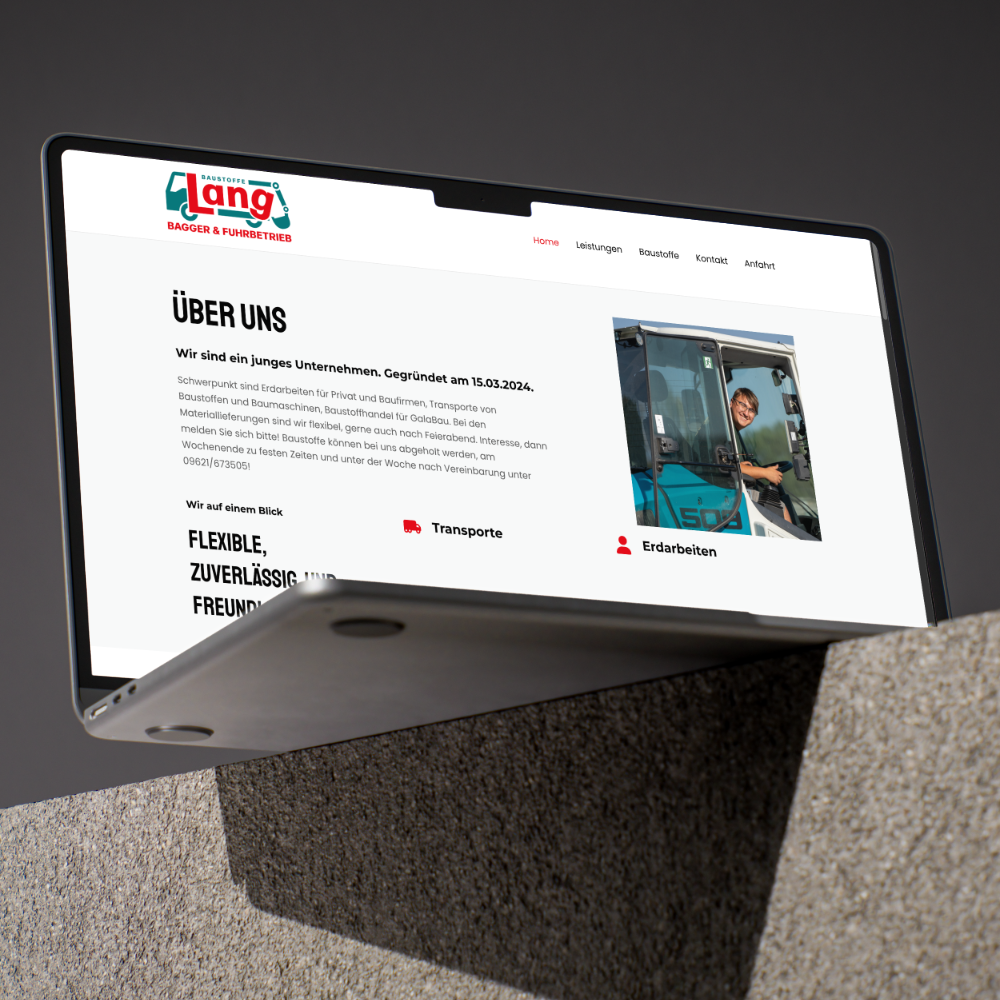 BAUSTOFFE
Lang
BAGGER & FUHRBETRIEB
Home Leistungen Baustoffe Kontakt Anfahrt
ÜBER UNS
Wir sind ein junges Unternehmen. Gegründet am 15.03.2024.
Schwerpunkt sind Erdarbeiten für Privat und Baufirmen, Transporte von
Baustoffen und Baumaschinen, Baustoffhandel für GalaBau. Bei den
Materiallieferungen sind wir flexibel, gerne auch nach Feierabend. Interesse, dann
melden Sie sich bitte! Baustoffe können bei uns abgeholt werden, am
Wochenende zu festen Zeiten und unter der Woche nach Vereinbarung unter
09621/673505!
509
Wir auf einem Blick
Transporte
Erdarbeiten
FLEXIBLE,
ZUVERLÄSSIG UND